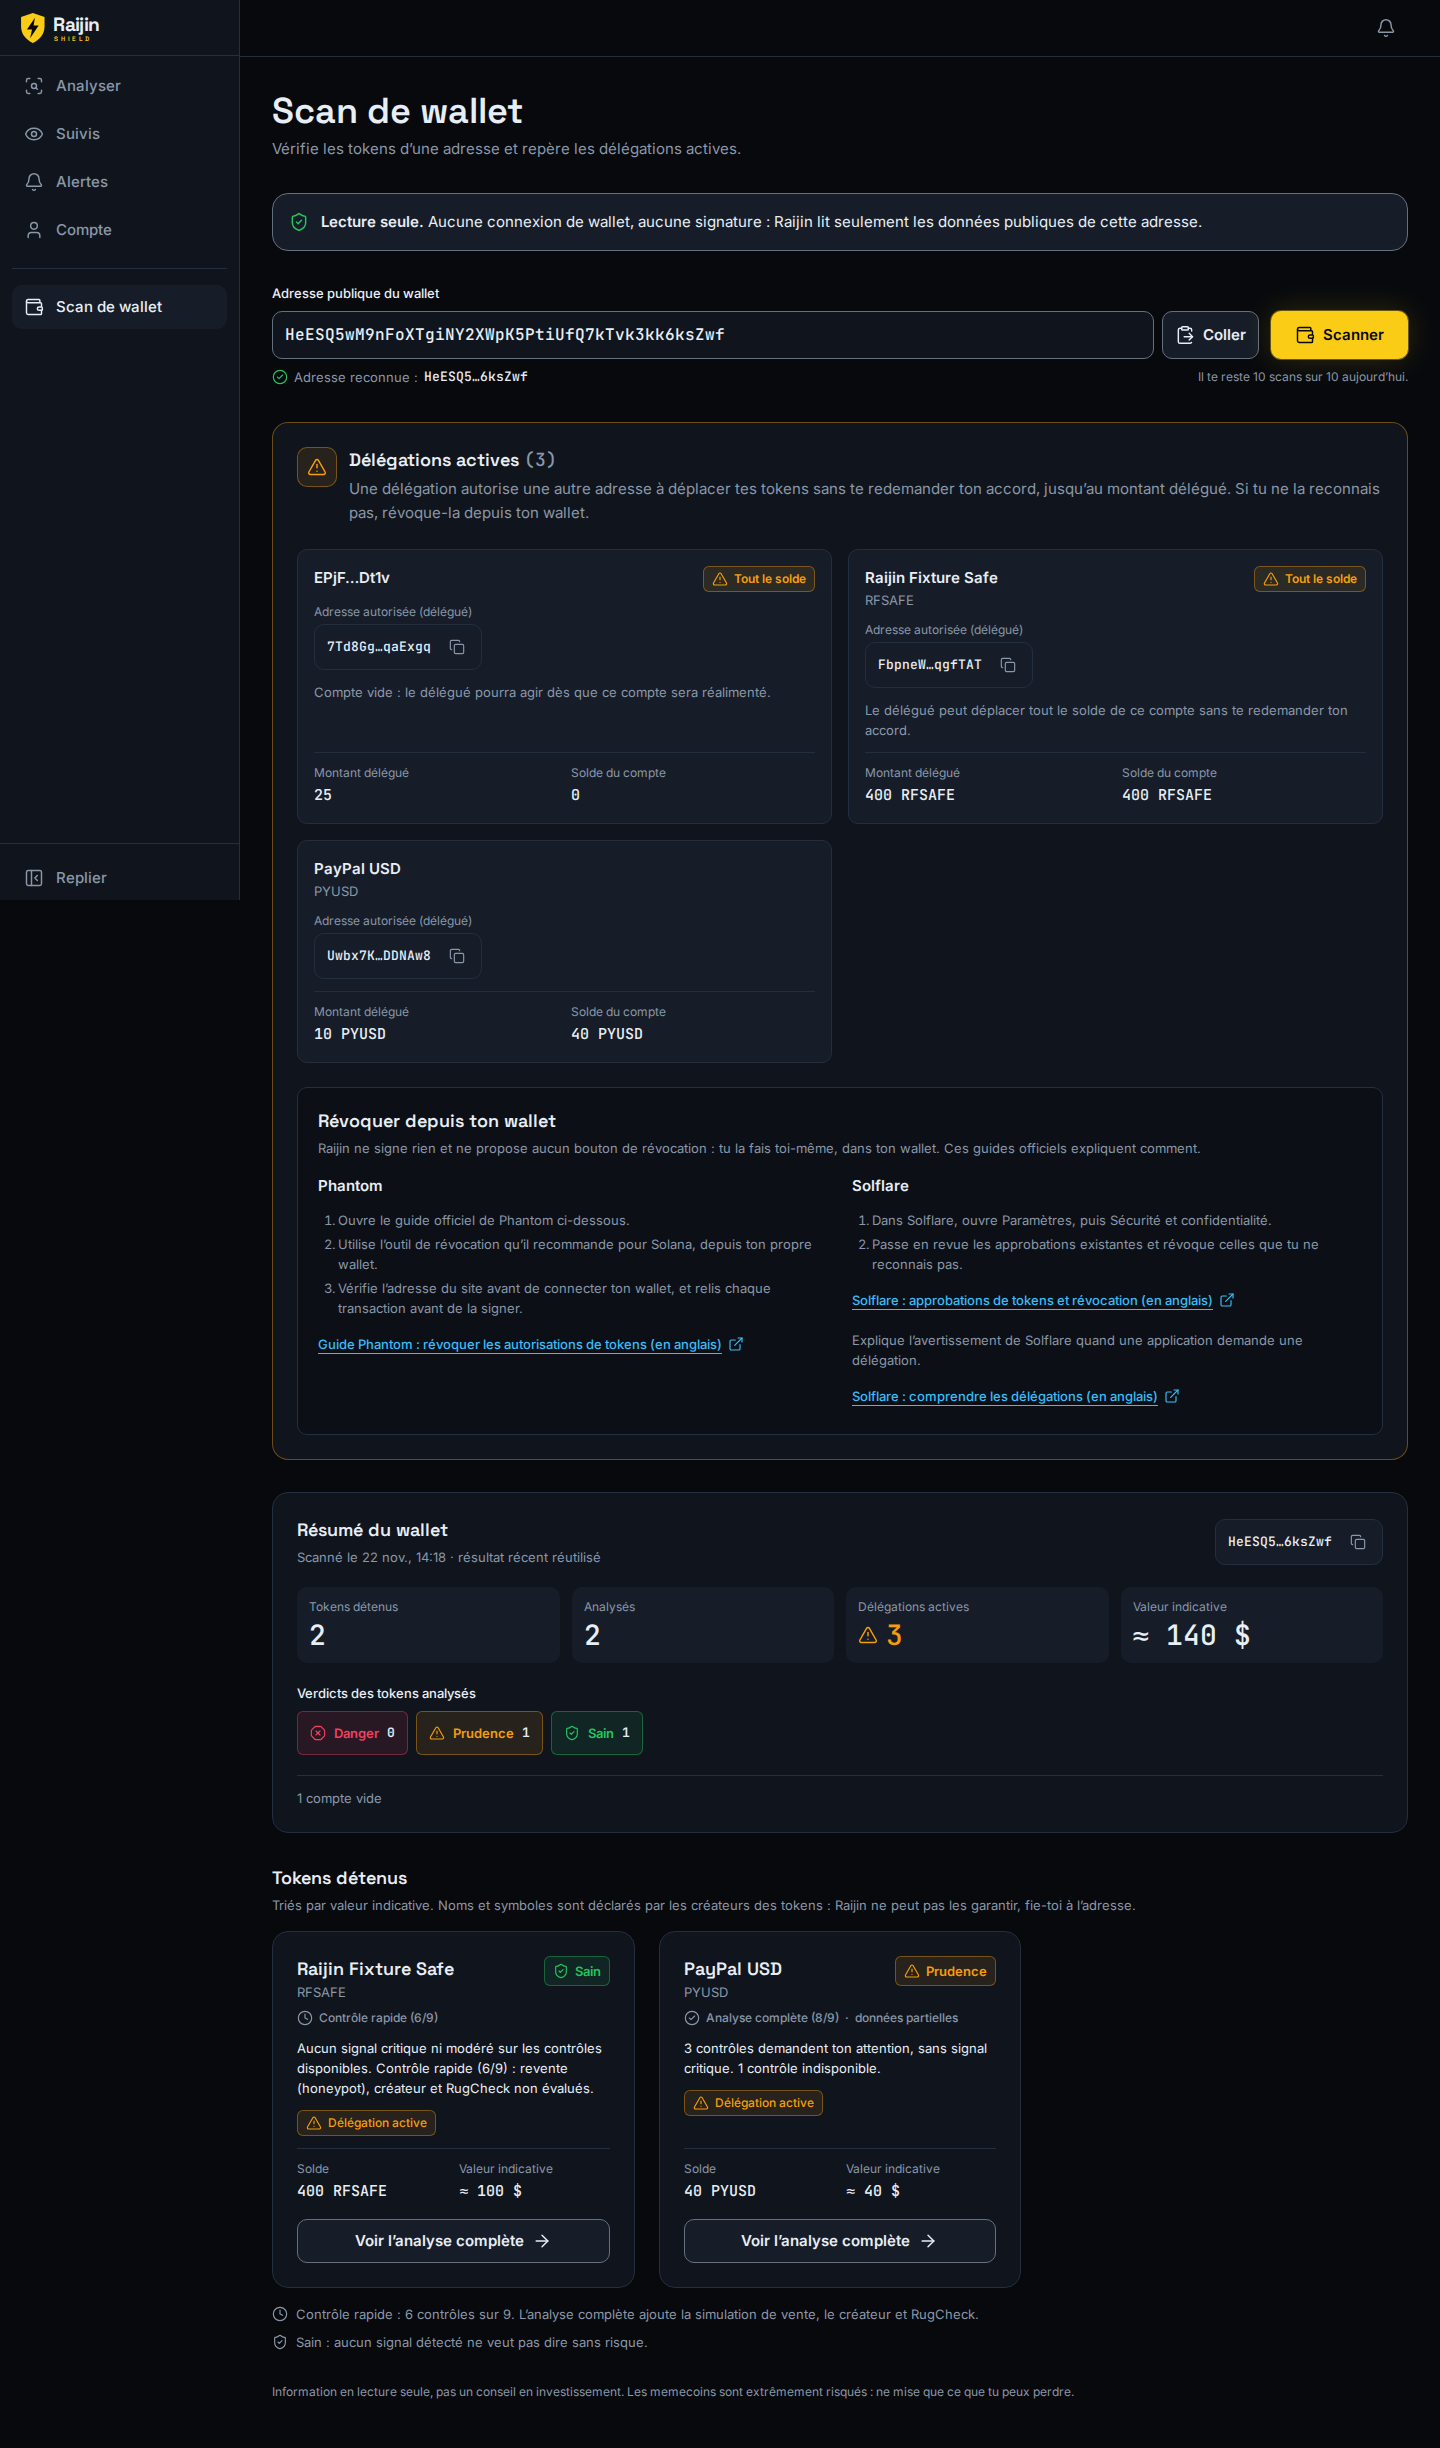 Raijin
SHIELD
Analyser
Suivis
Alertes
Compte
Scan de wallet
Replier
Scan de wallet
Vérifie les tokens d’une adresse et repère les délégations actives.
Lecture seule. Aucune connexion de wallet, aucune signature : Raijin lit seulement les données publiques de cette adresse.
Adresse publique du wallet
HeESQ5wM9nFoXTgiNY2XWpK5PtiUfQ7kTvk3kk6ksZwf
Coller
Scanner
Adresse reconnue : HeESQ5…6ksZwf
Il te reste 10 scans sur 10 aujourd’hui.
Délégations actives (3)
Une délégation autorise une autre adresse à déplacer tes tokens sans te redemander ton accord, jusqu’au montant délégué. Si tu ne la reconnais
pas, révoque-la depuis ton wallet.
EPjF…Dt1v
Tout le solde
Adresse autorisée (délégué)
7Td8Gg…qaExgq
Compte vide : le délégué pourra agir dès que ce compte sera réalimenté.
Montant délégué
Solde du compte
25
0
Raijin Fixture Safe
Tout le solde
RFSAFE
Adresse autorisée (délégué)
FbpneW…qgfTAT
Le délégué peut déplacer tout le solde de ce compte sans te redemander ton
accord.
Montant délégué
Solde du compte
400 RFSAFE
400 RFSAFE
PayPal USD
PYUSD
Adresse autorisée (délégué)
Uwbx7K…DDNAw8
Montant délégué
Solde du compte
10 PYUSD
40 PYUSD
Révoquer depuis ton wallet
Raijin ne signe rien et ne propose aucun bouton de révocation : tu la fais toi-même, dans ton wallet. Ces guides officiels expliquent comment.
Phantom
1. Ouvre le guide officiel de Phantom ci-dessous.
2. Utilise l’outil de révocation qu’il recommande pour Solana, depuis ton propre
wallet.
3. Vérifie l’adresse du site avant de connecter ton wallet, et relis chaque
transaction avant de la signer.
Guide Phantom : révoquer les autorisations de tokens (en anglais)
Solflare
1. Dans Solflare, ouvre Paramètres, puis Sécurité et confidentialité.
2. Passe en revue les approbations existantes et révoque celles que tu ne
reconnais pas.
Solflare : approbations de tokens et révocation (en anglais)
Explique l’avertissement de Solflare quand une application demande une
délégation.
Solflare : comprendre les délégations (en anglais)
Résumé du wallet
Scanné le 22 nov., 14:18 · résultat récent réutilisé
HeESQ5…6ksZwf
Tokens détenus
2
Analysés
2
Délégations actives
3
Valeur indicative
≈ 140 $
Verdicts des tokens analysés
Danger 0
Prudence 1
Sain 1
1 compte vide
Tokens détenus
Triés par valeur indicative. Noms et symboles sont déclarés par les créateurs des tokens : Raijin ne peut pas les garantir, fie-toi à l’adresse.
Raijin Fixture Safe
Sain
RFSAFE
Contrôle rapide (6/9)
Aucun signal critique ni modéré sur les contrôles
disponibles. Contrôle rapide (6/9) : revente
(honeypot), créateur et RugCheck non évalués.
Délégation active
Solde
Valeur indicative
400 RFSAFE
≈ 100 $
Voir l’analyse complète
PayPal USD
Prudence
PYUSD
Analyse complète (8/9) · données partielles
3 contrôles demandent ton attention, sans signal
critique. 1 contrôle indisponible.
Délégation active
Solde
Valeur indicative
40 PYUSD
≈ 40 $
Voir l’analyse complète
Contrôle rapide : 6 contrôles sur 9. L’analyse complète ajoute la simulation de vente, le créateur et RugCheck.
Sain : aucun signal détecté ne veut pas dire sans risque.
Information en lecture seule, pas un conseil en investissement. Les memecoins sont extrêmement risqués : ne mise que ce que tu peux perdre.